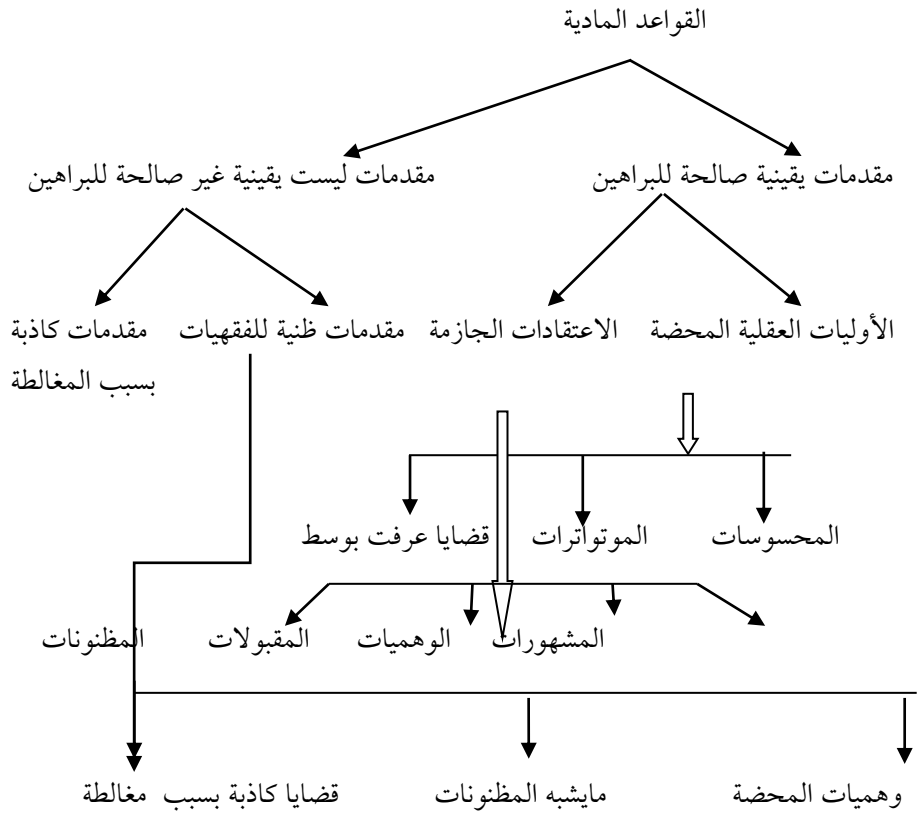 القواعد المادية
مقدمات يقينية صالحة للبراهين
مقدمات ليست يقينية غير صالحة للبراهين
الأوليات العقلية المحضة
الاعتقادات الجازمة
مقدمات ظنية للفقهيات
مقدمات كاذبة
بسبب المغالطة
المحسوسات
الموتواترات
قضايا عرفت بوسط
المشهورات
الوهميات
المقبولات
المظنونات
وهميات المحضة
مايشبه المظنونات
قضايا كاذبة بسبب مغالطة